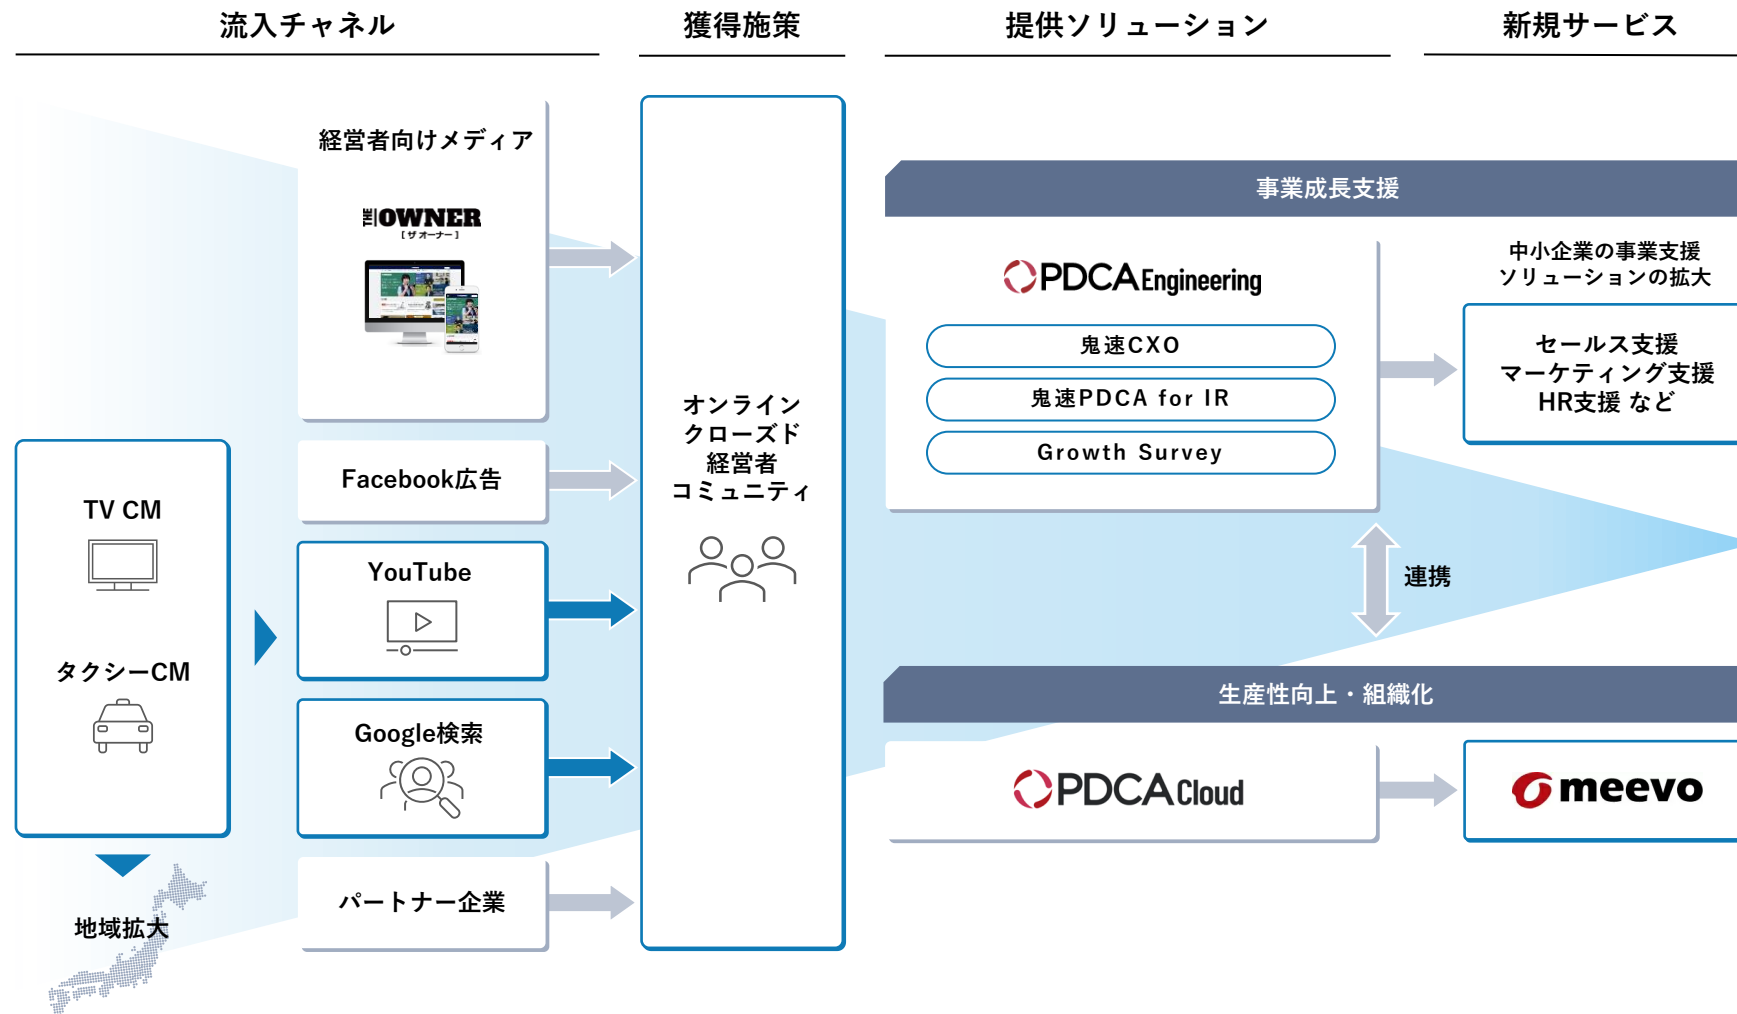 流入チャネル
獲得施策
提供ソリューション
新規サービス
経営者向けメディア
THE OWNER
[ ザ オーナー ]
Facebook広告
TV CM
タクシーCM
YouTube
Google検索
パートナー企業
地域拡大
オンライン
クローズド
経営者
コミュニティ
事業成長支援
PDCA Engineering
鬼速CXO
鬼速PDCA for IR
Growth Survey
中小企業の事業支援
ソリューションの拡大
セールス支援
マーケティング支援
HR支援 など
連携
生産性向上・組織化
PDCA Cloud
meevo